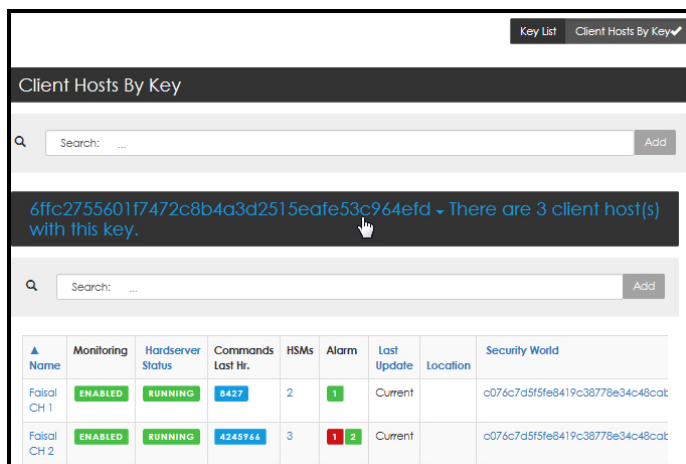 Key List Client Hosts By Key✔
Client Hosts By Key
Search: ... Add
6ffc2755601f7472c8b4a3d2515eafe53c964efd There are 3 client host(s)
with this key.
Search: ... Add
▲ Name Monitoring Hardserver Status Commands Last Hr. HSMs Alarm Last Update Location Security World
Faisal CH 1 ENABLED RUNNING 8427 2 1 Current c076c7d5f5fe8419c38778e34c48cab
Faisal CH 2 ENABLED RUNNING 4245966 3 1 2 Current c076c7d5f5fe8419c38778e34c48cab